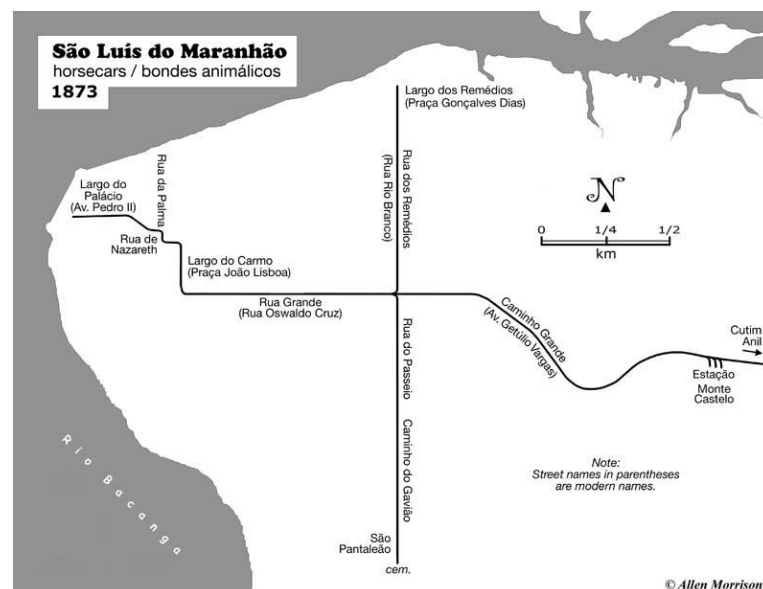 São Luís do Maranhão
horsecars / bondes animálicos
1873
Largo dos Remédios
(Praça Gonçalves Dias)
Rua dos Remédios
(Rua Rio Branco)
Rua da Palma
Largo do
Palácio
(Av. Pedro II)
Rua de
Nazareth
N
0 1/4 1/2
km
Largo do Carmo
(Praça João Lisboa)
Rua Grande
(Rua Oswaldo Cruz)
Caminho Grande
(Av. Getúlio Vargas)
Cutim
Anil
Estação
Monte
Castelo
Rua do Passeio
Caminho do Gavião
Rio Bacanga
Note:
Street names in parentheses
are modern names.
São
Pantaleão
cem.
© Allen Morrison